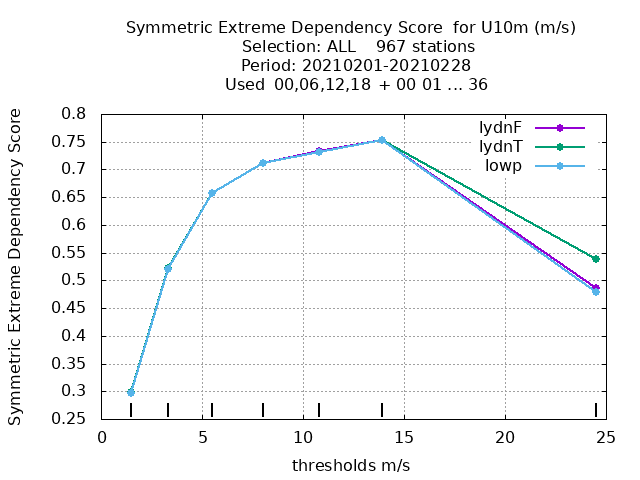 Symmetric Extreme Dependency Score  for U10m (m/s)
Selection: ALL    967 stations
Period: 20210201-20210228
Used  00,06,12,18  + 00 01 ... 36
Symmetric Extreme Dependency Score
0.8
0.75
0.7
0.65
0.6
0.55
0.5
0.45
0.4
0.35
0.3
0.25
lydnF
lydnT
lowp
0 5 10 15 20 25
thresholds m/s